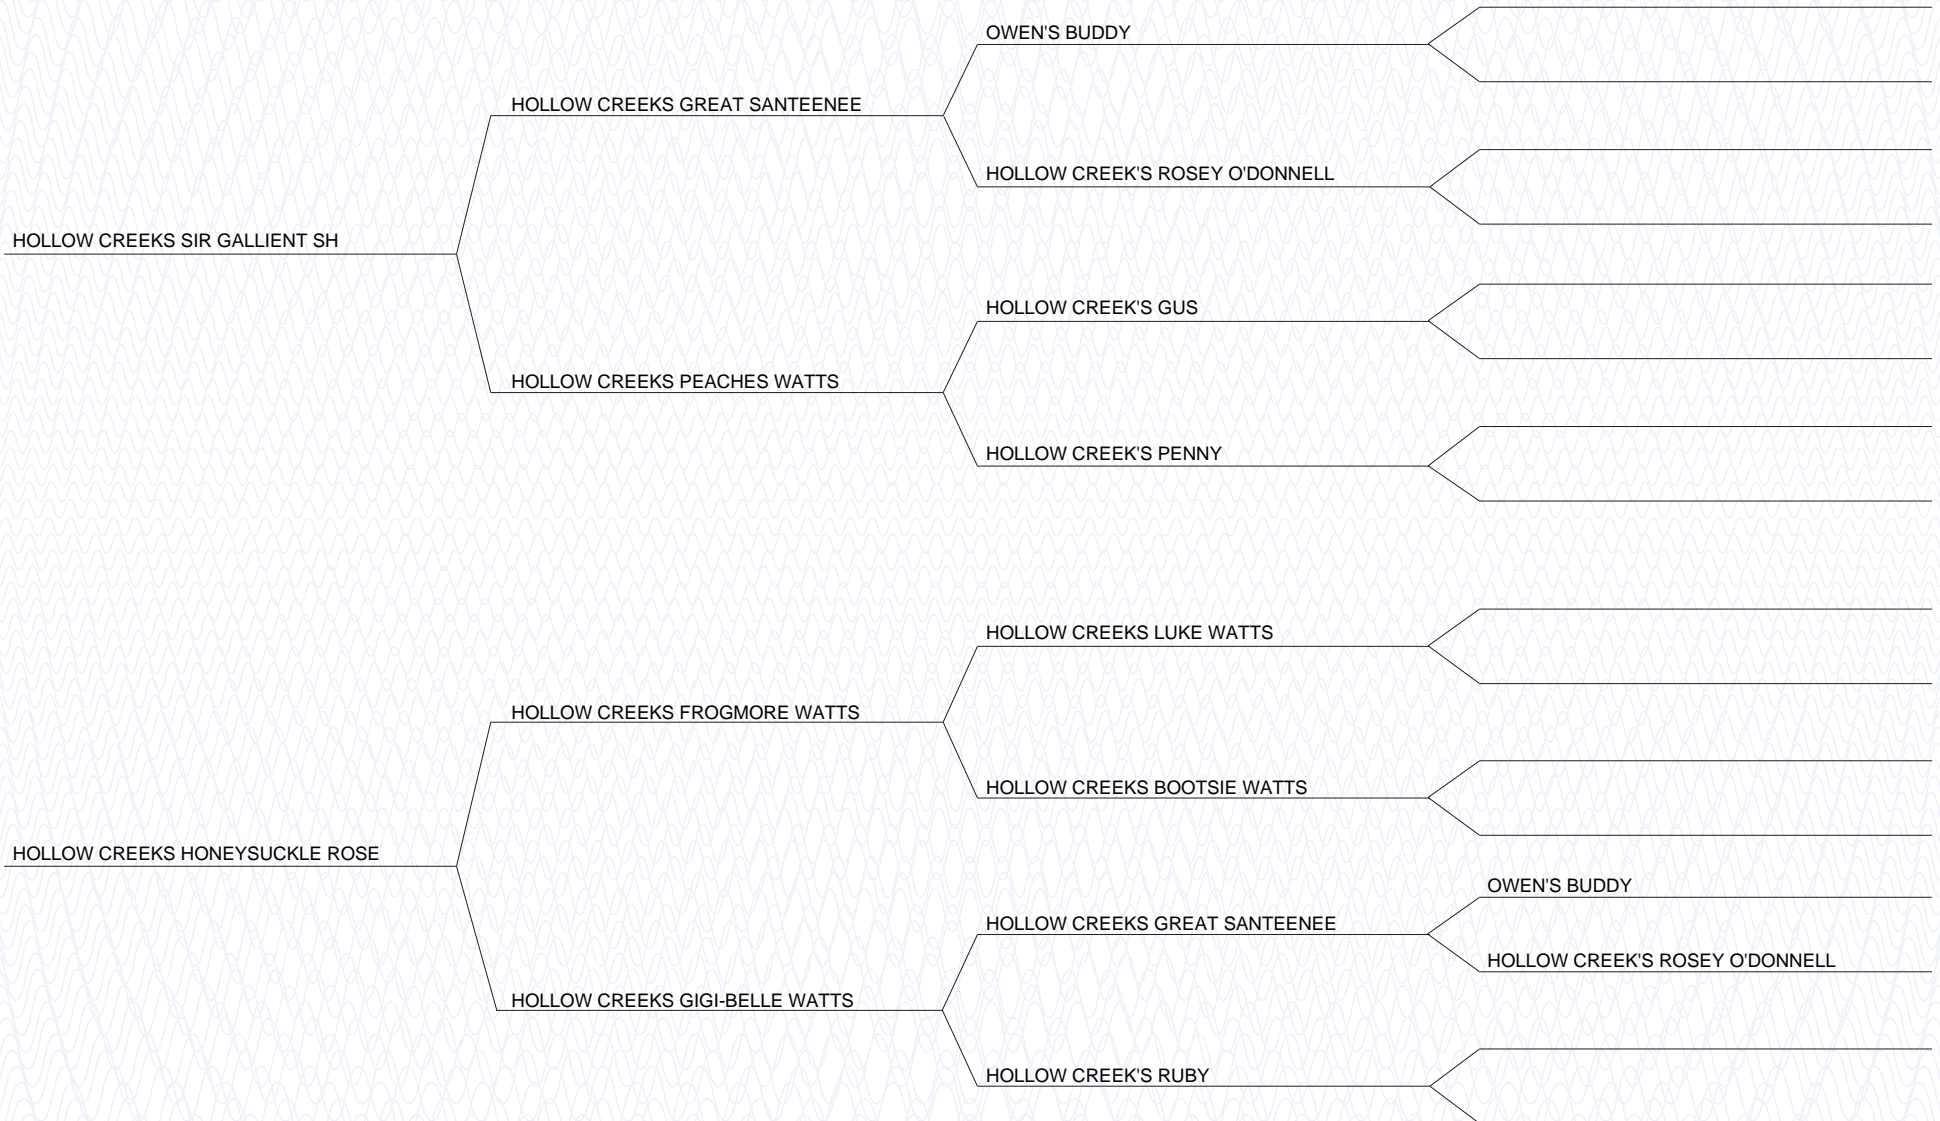 OWEN'S BUDDY
HOLLOW CREEKS GREAT SANTEENEE
HOLLOW CREEK'S ROSEY O'DONNELL
HOLLOW CREEKS SIR GALLIENT SH
HOLLOW CREEK'S GUS
HOLLOW CREEKS PEACHES WATTS
HOLLOW CREEK'S PENNY
HOLLOW CREEKS LUKE WATTS
HOLLOW CREEKS FROGMORE WATTS
HOLLOW CREEKS BOOTSIE WATTS
HOLLOW CREEKS HONEYSUCKLE ROSE
OWEN'S BUDDY
HOLLOW CREEKS GREAT SANTEENEE
HOLLOW CREEK'S ROSEY O'DONNELL
HOLLOW CREEKS GIGI-BELLE WATTS
HOLLOW CREEK'S RUBY